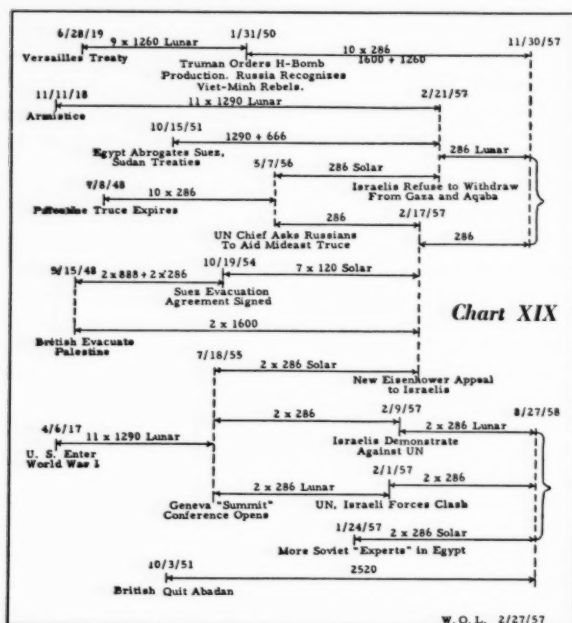 6/28/19
9 x 1260 Lunar
1/31/50
10 x 286
11/30/57
1600 + 1260
Versailles Treaty
Truman Orders H-Bomb
Production. Russia Recognizes
Viet-Minh Rebels.
11/11/18
11 x 1290 Lunar
2/21/57
Armistice
10/15/51
1290 + 666
Egypt Abrogates Suez,
Sudan Treaties
286 Lunar
5/7/56
286 Solar
Israelis Refuse to Withdraw
From Gaza and Aqaba
7/8/48
10 x 286
Truce Expires
286
2/17/57
UN Chief Asks Russians
To Aid Mideast Truce
286
10/19/54
7 x 120 Solar
/15/48
2 x 888 + 2 x 286
Suez Evacuation
Agreement Signed
Chart XIX
2 x 1600
British Evacuate
Palestine
7/18/55
2 x 286 Solar
New Eisenhower Appeal
to Israelis
2 x 286
2/9/57
8/27/58
2 x 286 Lunar
4/6/17
11 x 1290 Lunar
Israelis Demonstrate
Against UN
U. S. Enter
World War I
2/1/57
2 x 286
2 x 286 Lunar
Geneva "Summit"
Conference Opens
UN, Israeli Forces Clash
1/24/57
2 x 286 Solar
More Soviet "Experts" in Egypt
10/3/51
2520
British Quit Abadan
W. O. L. 2/27/57